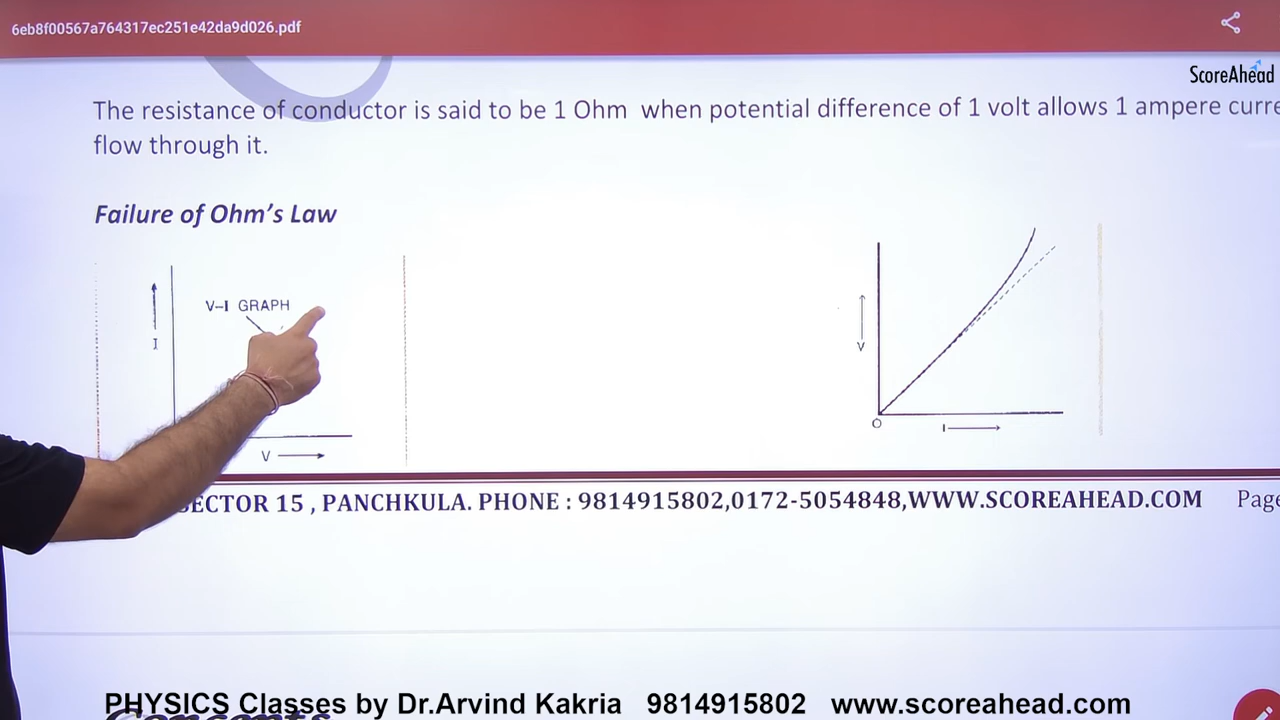 6eb8f00567a764317ec251e42da9d026.pdf
ScoreAhead
The resistance of conductor is said to be 1 Ohm when potential difference of 1 volt allows 1 ampere curre
flow through it.
Failure of Ohm's Law
V-I GRAPH
I
V
V
O
I
SECTOR 15 , PANCHKULA. PHONE : 9814915802,0172-5054848,WWW.SCOREAHEAD.COM Page
PHYSICS Classes by Dr.Arvind Kakria 9814915802 www.scoreahead.com
Concepts